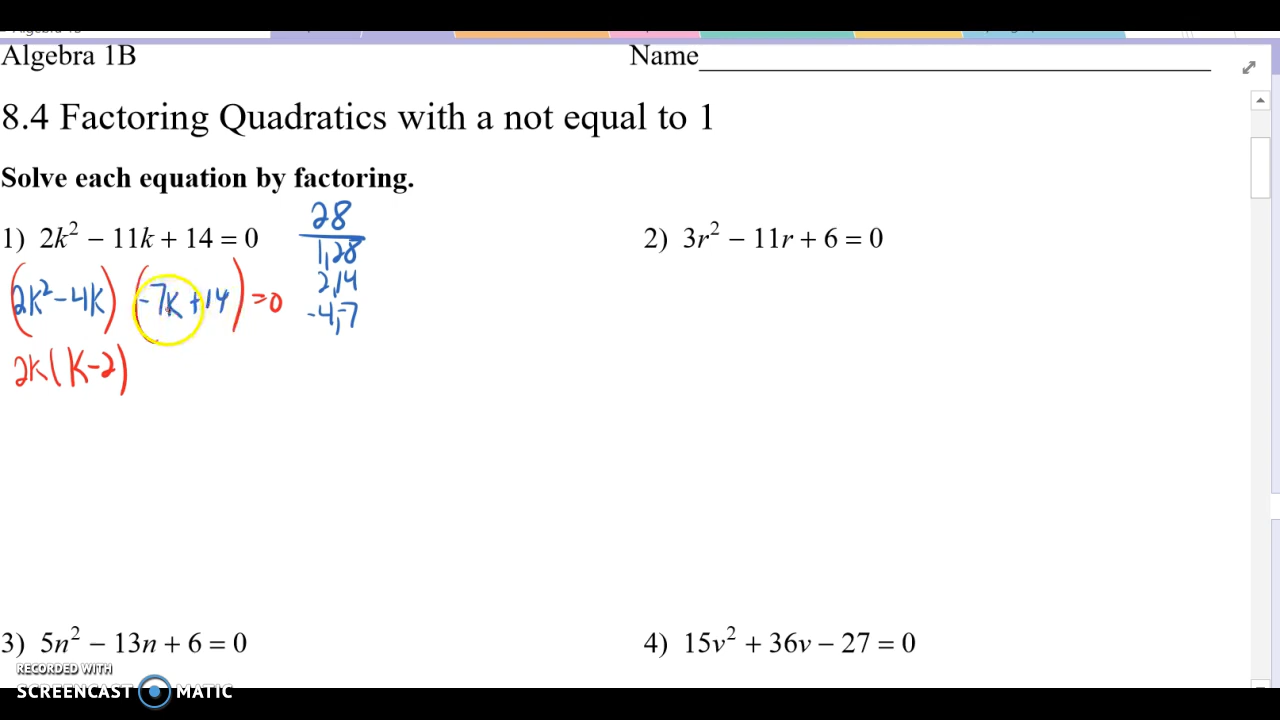 Algebra 1B
Name
8.4 Factoring Quadratics with a not equal to 1
Solve each equation by factoring.
1) 2k² − 11k + 14 = 0
28
1,28
2,14
-4,-7
(2k²-4k) (-7k+14) =0
2k(k-2)
2) 3r² − 11r + 6 = 0
3) 5n² − 13n + 6 = 0
4) 15v² + 36v − 27 = 0
RECORDED WITH
SCREENCAST MATIC